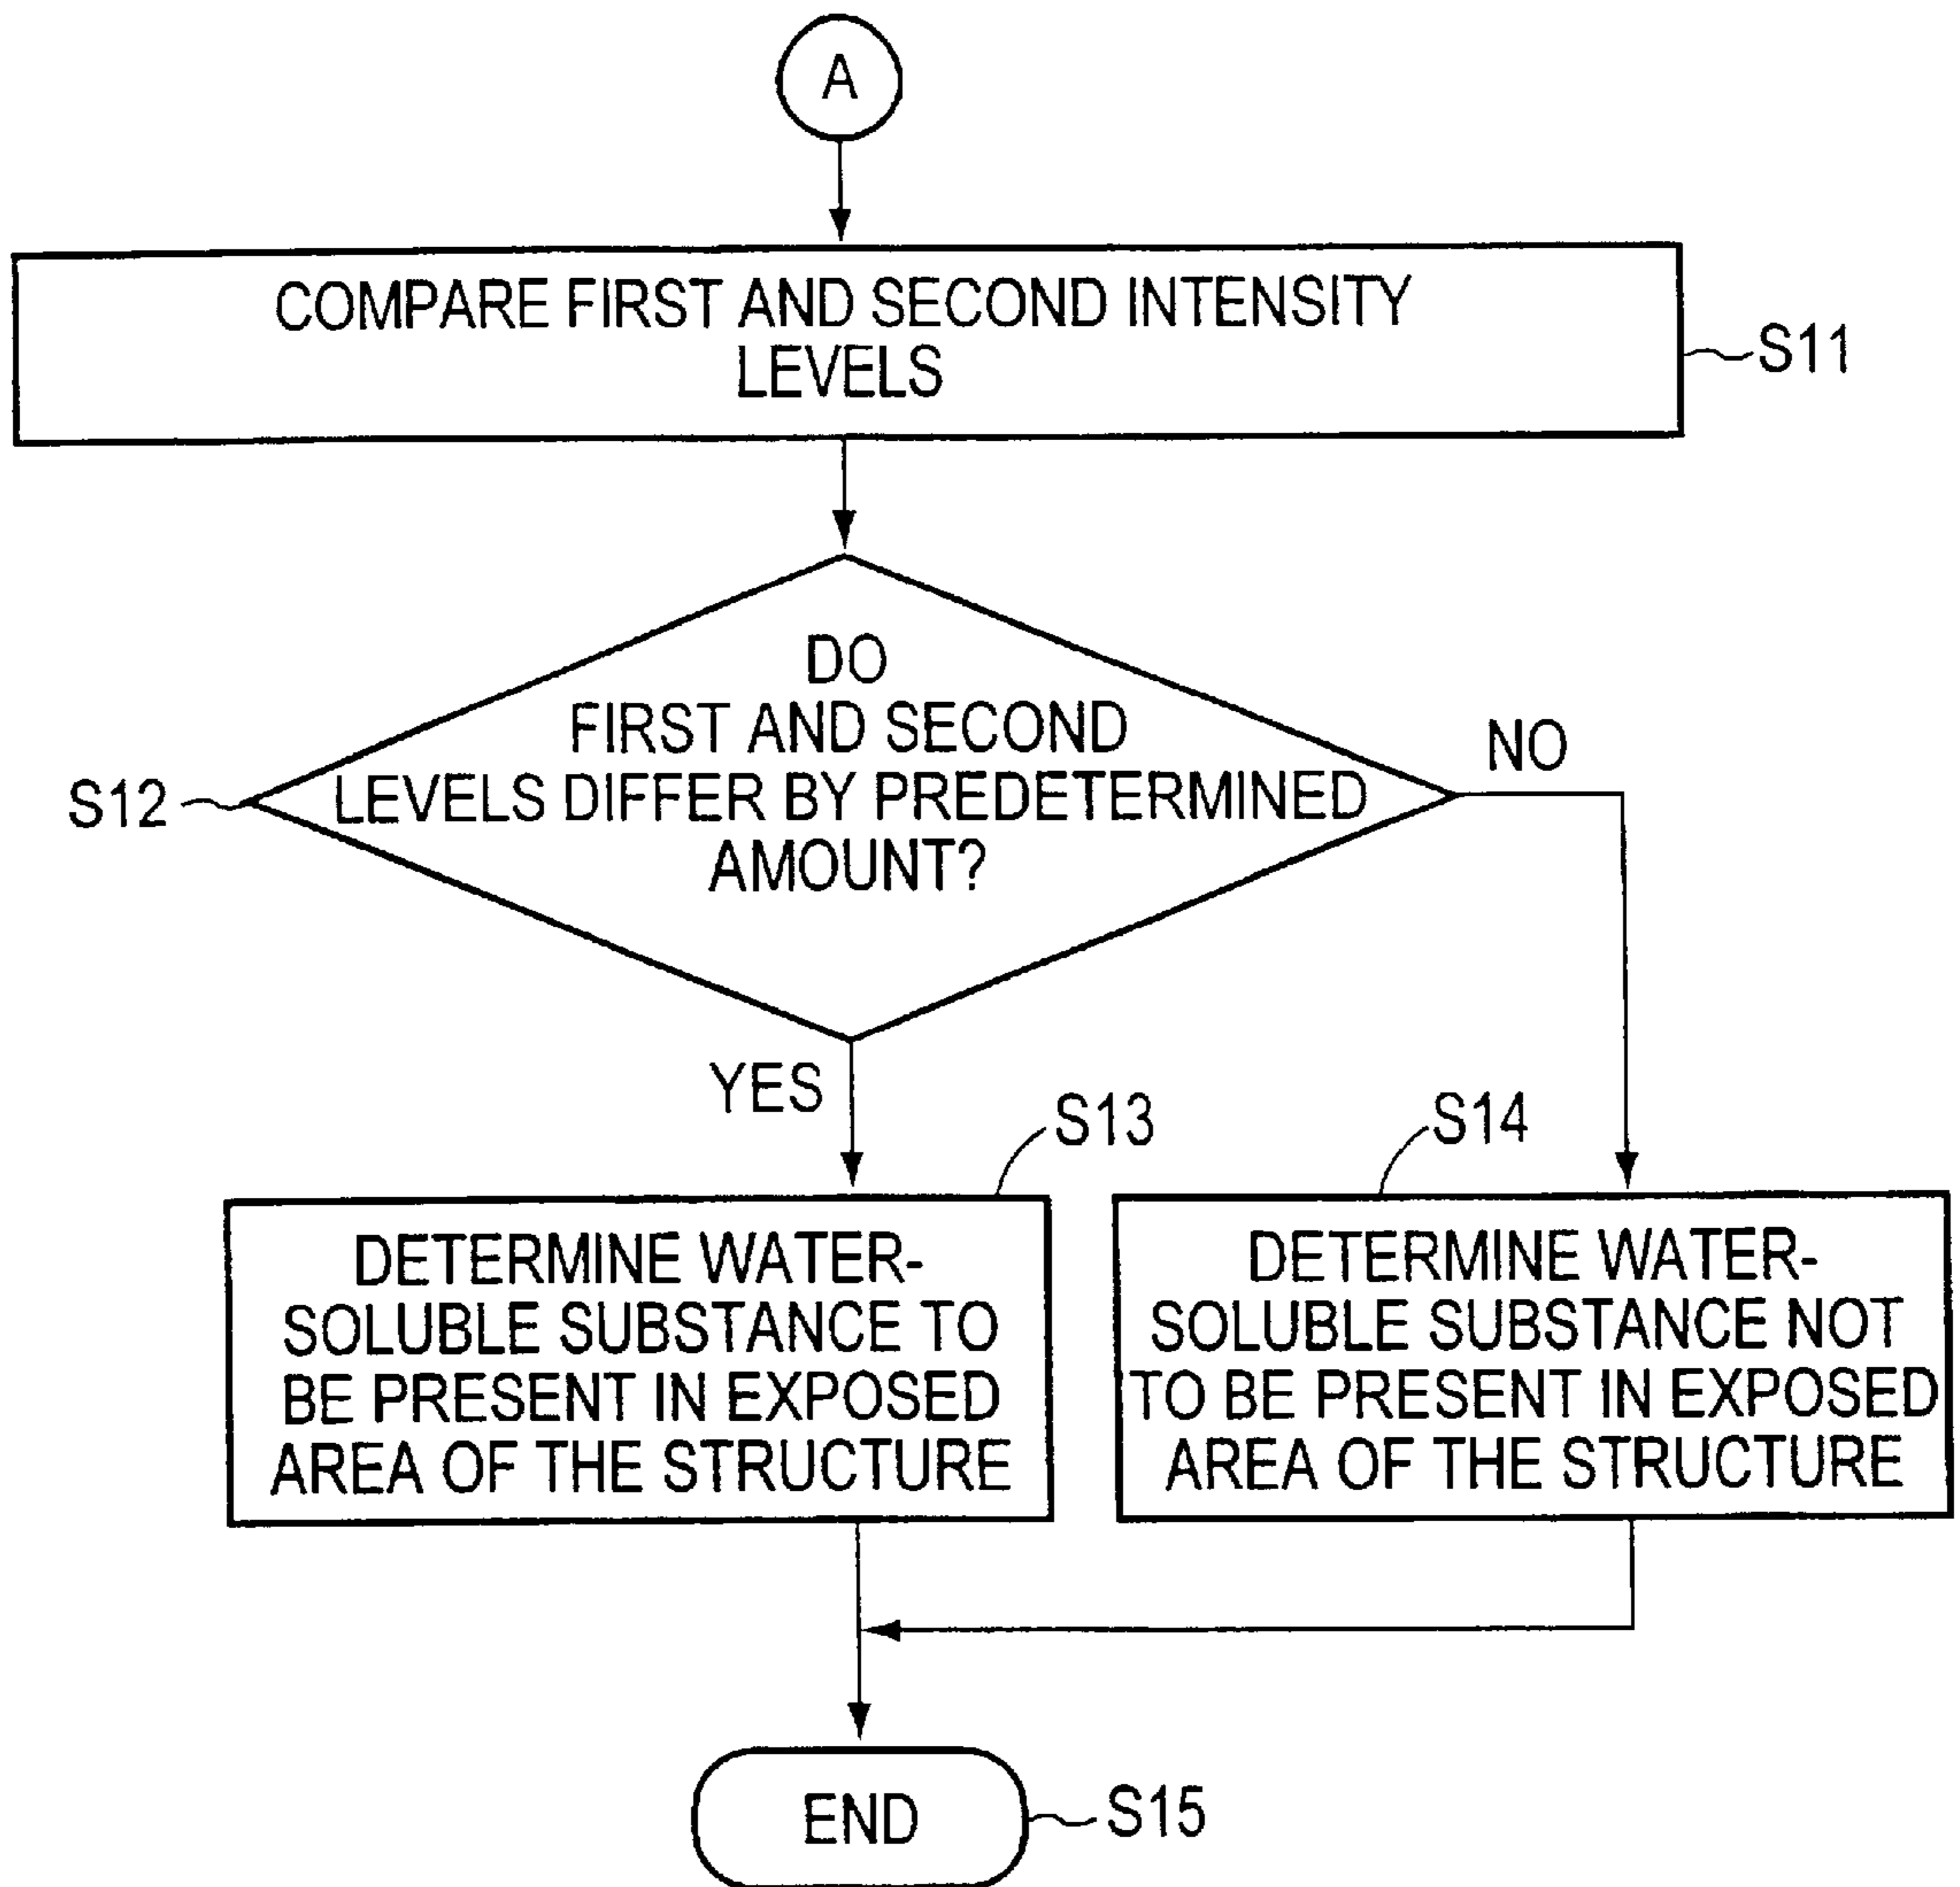 A
COMPARE FIRST AND SECOND INTENSITY
LEVELS
S11
DO
FIRST AND SECOND
LEVELS DIFFER BY PREDETERMINED
AMOUNT?
S12
NO
YES
S13
DETERMINE WATER-
SOLUBLE SUBSTANCE TO
BE PRESENT IN EXPOSED
AREA OF THE STRUCTURE
S14
DETERMINE WATER-
SOLUBLE SUBSTANCE NOT
TO BE PRESENT IN EXPOSED
AREA OF THE STRUCTURE
END
S15